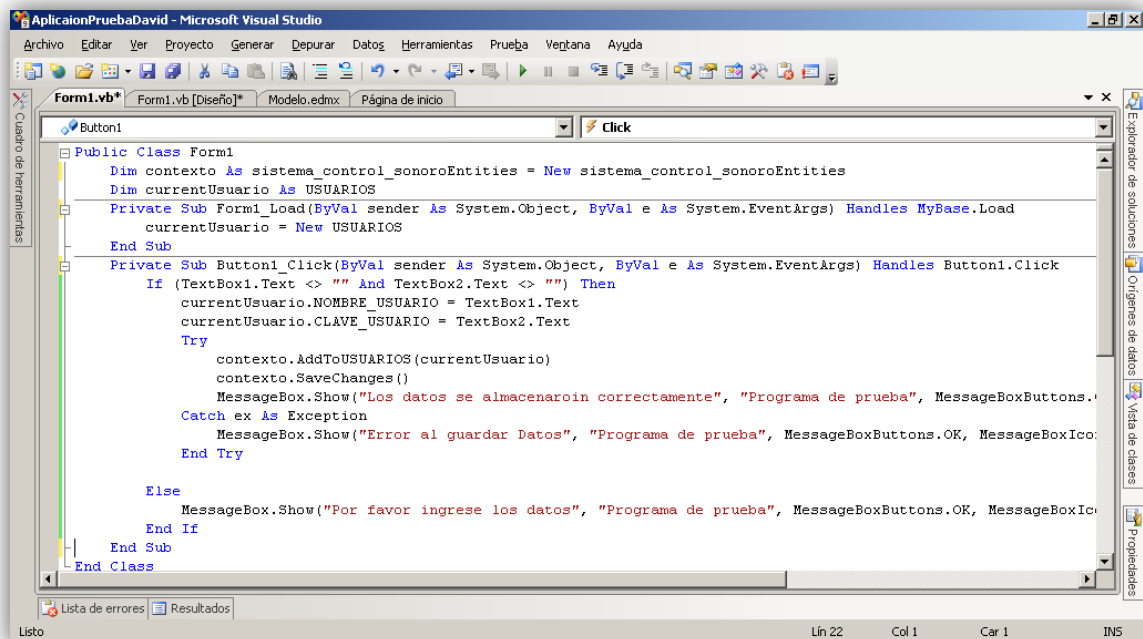 AplicaionPruebaDavid - Microsoft Visual Studio
Archivo Editar Ver Proyecto Generar Depurar Datos Herramientas Prueba Ventana Ayuda
Form1.vb* Form1.vb [Diseño]* Modelo.edmx Página de inicio
Cuadro de herramientas
Button1 Click
Public Class Form1
Dim contexto As sistema_control_sonoroEntities = New sistema_control_sonoroEntities
Dim currentUsuario As USUARIOS
Private Sub Form1_Load(ByVal sender As System.Object, ByVal e As System.EventArgs) Handles MyBase.Load
currentUsuario = New USUARIOS
End Sub
Private Sub Button1_Click(ByVal sender As System.Object, ByVal e As System.EventArgs) Handles Button1.Click
If (TextBox1.Text <> "" And TextBox2.Text <> "") Then
currentUsuario.NOMBRE_USUARIO = TextBox1.Text
currentUsuario.CLAVE_USUARIO = TextBox2.Text
Try
contexto.AddToUSUARIOS(currentUsuario)
contexto.SaveChanges()
MessageBox.Show("Los datos se almacenaroin correctamente", "Programa de prueba", MessageBoxButtons.
Catch ex As Exception
MessageBox.Show("Error al guardar Datos", "Programa de prueba", MessageBoxButtons.OK, MessageBoxIco
End Try
Else
MessageBox.Show("Por favor ingrese los datos", "Programa de prueba", MessageBoxButtons.OK, MessageBoxIc
End If
End Sub
End Class
Explorador de soluciones
Orígenes de datos
Vista de clases
Propiedades
Lista de errores Resultados
Listo Lín 22 Col 1 Car 1 INS